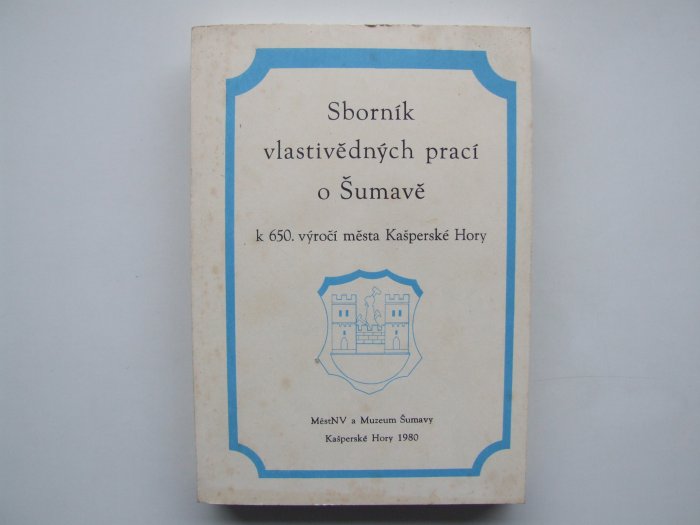 Sborník
vlastivědných prací
o Šumavě
k 650. výročí města Kašperské Hory
MěstNV a Muzeum Šumavy
Kašperské Hory 1980